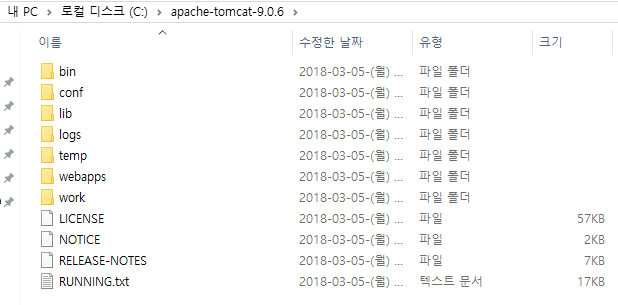 내 PC > 로컬 디스크 (C:) > apache-tomcat-9.0.6
이름 수정한 날짜 유형 크기
bin 2018-03-05-(월) ... 파일 폴더
conf 2018-03-05-(월) ... 파일 폴더
lib 2018-03-05-(월) ... 파일 폴더
logs 2018-03-05-(월) ... 파일 폴더
temp 2018-03-05-(월) ... 파일 폴더
webapps 2018-03-05-(월) ... 파일 폴더
work 2018-03-05-(월) ... 파일 폴더
LICENSE 2018-03-05-(월) ... 파일 57KB
NOTICE 2018-03-05-(월) ... 파일 2KB
RELEASE-NOTES 2018-03-05-(월) ... 파일 7KB
RUNNING.txt 2018-03-05-(월) ... 텍스트 문서 17KB